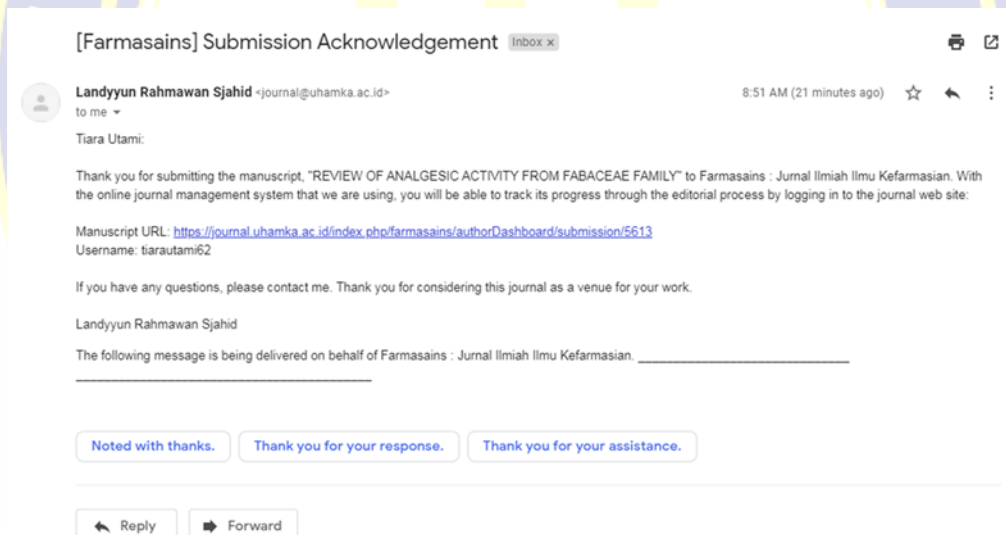 [Farmasains] Submission Acknowledgement Inbox x
Landyyun Rahmawan Sjahid <journal@uhamka.ac.id> 8:51 AM (21 minutes ago)
to me
Tiara Utami:
Thank you for submitting the manuscript, "REVIEW OF ANALGESIC ACTIVITY FROM FABACEAE FAMILY" to Farmasains : Jurnal Ilmiah Ilmu Kefarmasian. With
the online journal management system that we are using, you will be able to track its progress through the editorial process by logging in to the journal web site:
Manuscript URL: https://journal.uhamka.ac.id/index.php/farmasains/authorDashboard/submission/5613
Username: tiarautami62
If you have any questions, please contact me. Thank you for considering this journal as a venue for your work.
Landyyun Rahmawan Sjahid
The following message is being delivered on behalf of Farmasains : Jurnal Ilmiah Ilmu Kefarmasian. ______________________________
__________________________________________
Noted with thanks. Thank you for your response. Thank you for your assistance.
Reply Forward